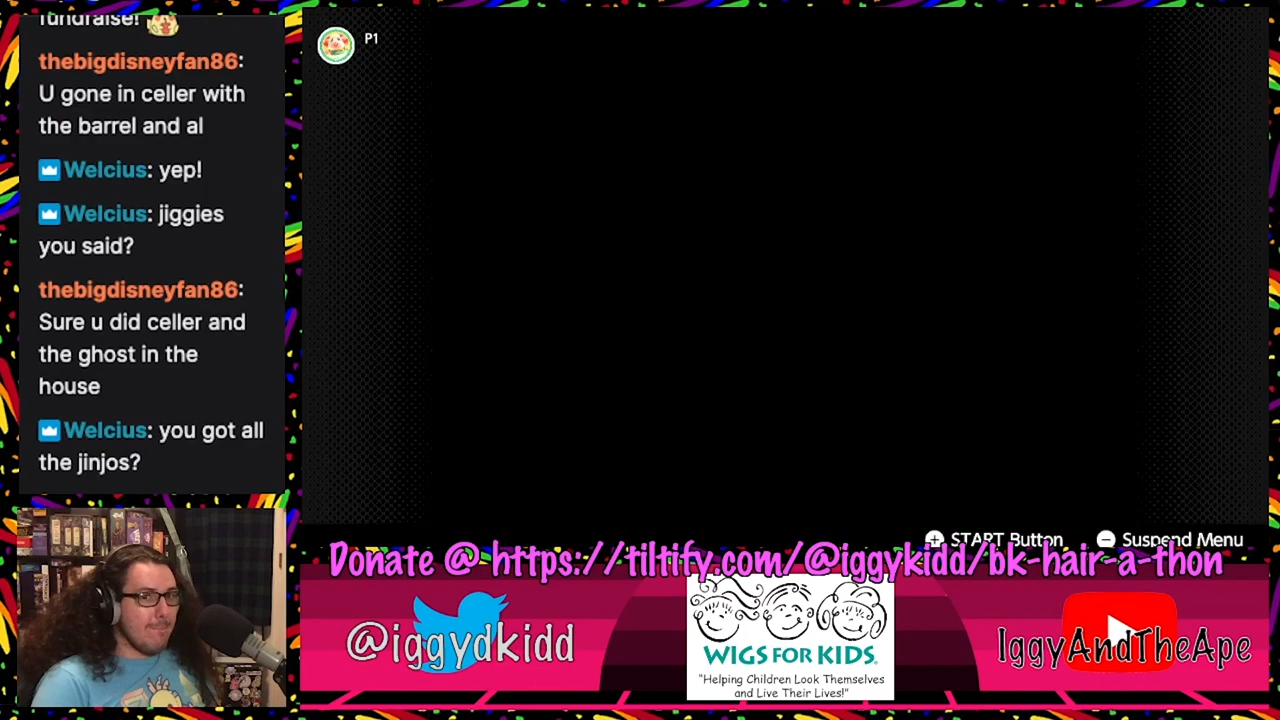 fundraise!
thebigdisneyfan86:
U gone in celler with
the barrel and al
Welcius: yep!
Welcius: jiggies
you said?
thebigdisneyfan86:
Sure u did celler and
the ghost in the
house
Welcius: you got all
the jinjos?
P1
START Button
Suspend Menu
Donate @ https://tiltify.com/@iggykidd/bk-hair-a-thon
@iggydkidd
WIGS FOR KIDS.
"Helping Children Look Themselves
and Live Their Lives!"
IggyAndTheApe